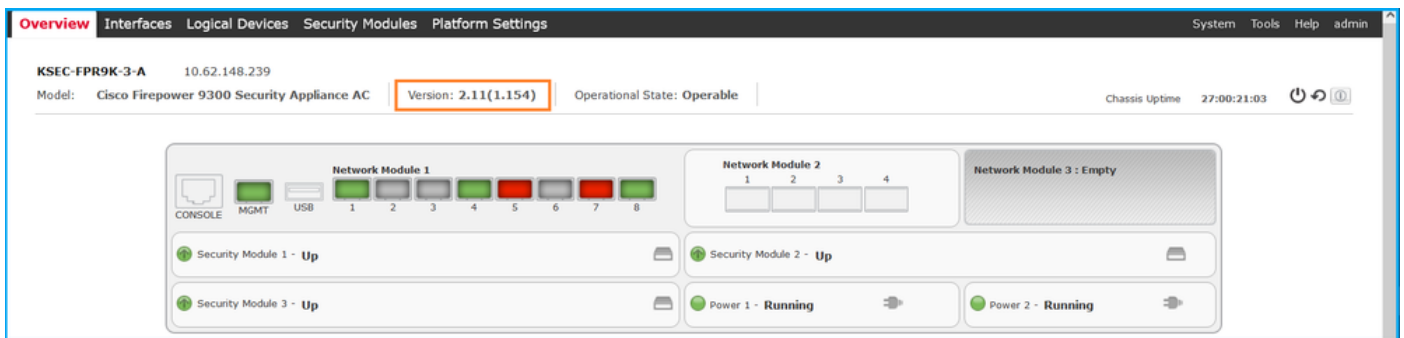 Overview Interfaces Logical Devices Security Modules Platform Settings System Tools Help admin
KSEC-FPR9K-3-A 10.62.148.239
Model: Cisco Firepower 9300 Security Appliance AC Version: 2.11(1.154) Operational State: Operable Chassis Uptime 27:00:21:03
Network Module 1
CONSOLE MGMT USB 1 2 3 4 5 6 7 8
Network Module 2
1 2 3 4
Network Module 3 : Empty
Security Module 1 - Up
Security Module 2 - Up
Security Module 3 - Up
Power 1 - Running
Power 2 - Running